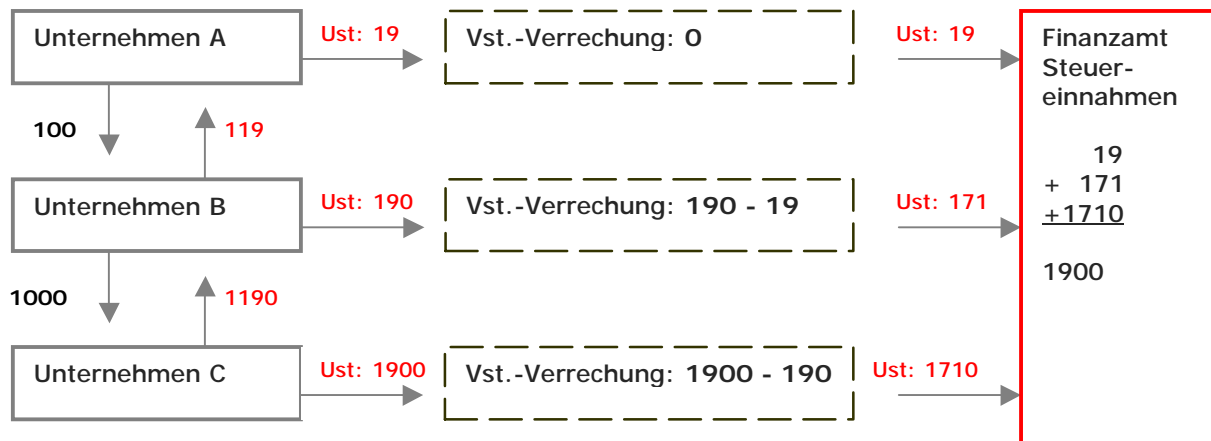 Unternehmen A
Ust: 19
Vst.-Verrechung: 0
Ust: 19
Finanzamt
Steuer-
einnahmen
100
119
19
+ 171
+1710
1900
Unternehmen B
Ust: 190
Vst.-Verrechung: 190 - 19
Ust: 171
1000
1190
Unternehmen C
Ust: 1900
Vst.-Verrechung: 1900 - 190
Ust: 1710